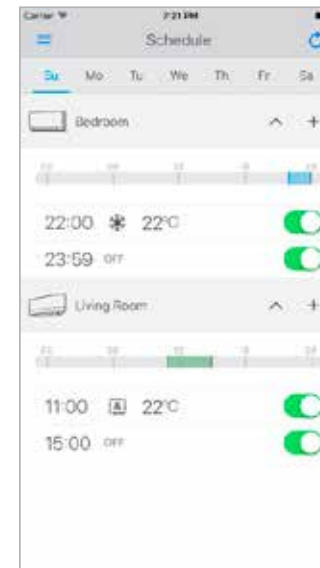 Carrier 7:21 PM
Schedule
Su Mo Tu We Th Fr Sa
Bedroom
22:00 22°C
23:59 OFF
Living Room
11:00 A 22°C
15:00 OFF